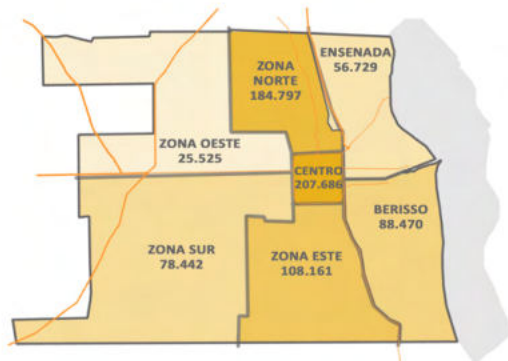 ENSENADA
56.729
ZONA
NORTE
184.797
ZONA OESTE
25.525
CENTRO
207.686
BERISSO
88.470
ZONA SUR
78.442
ZONA ESTE
108.161